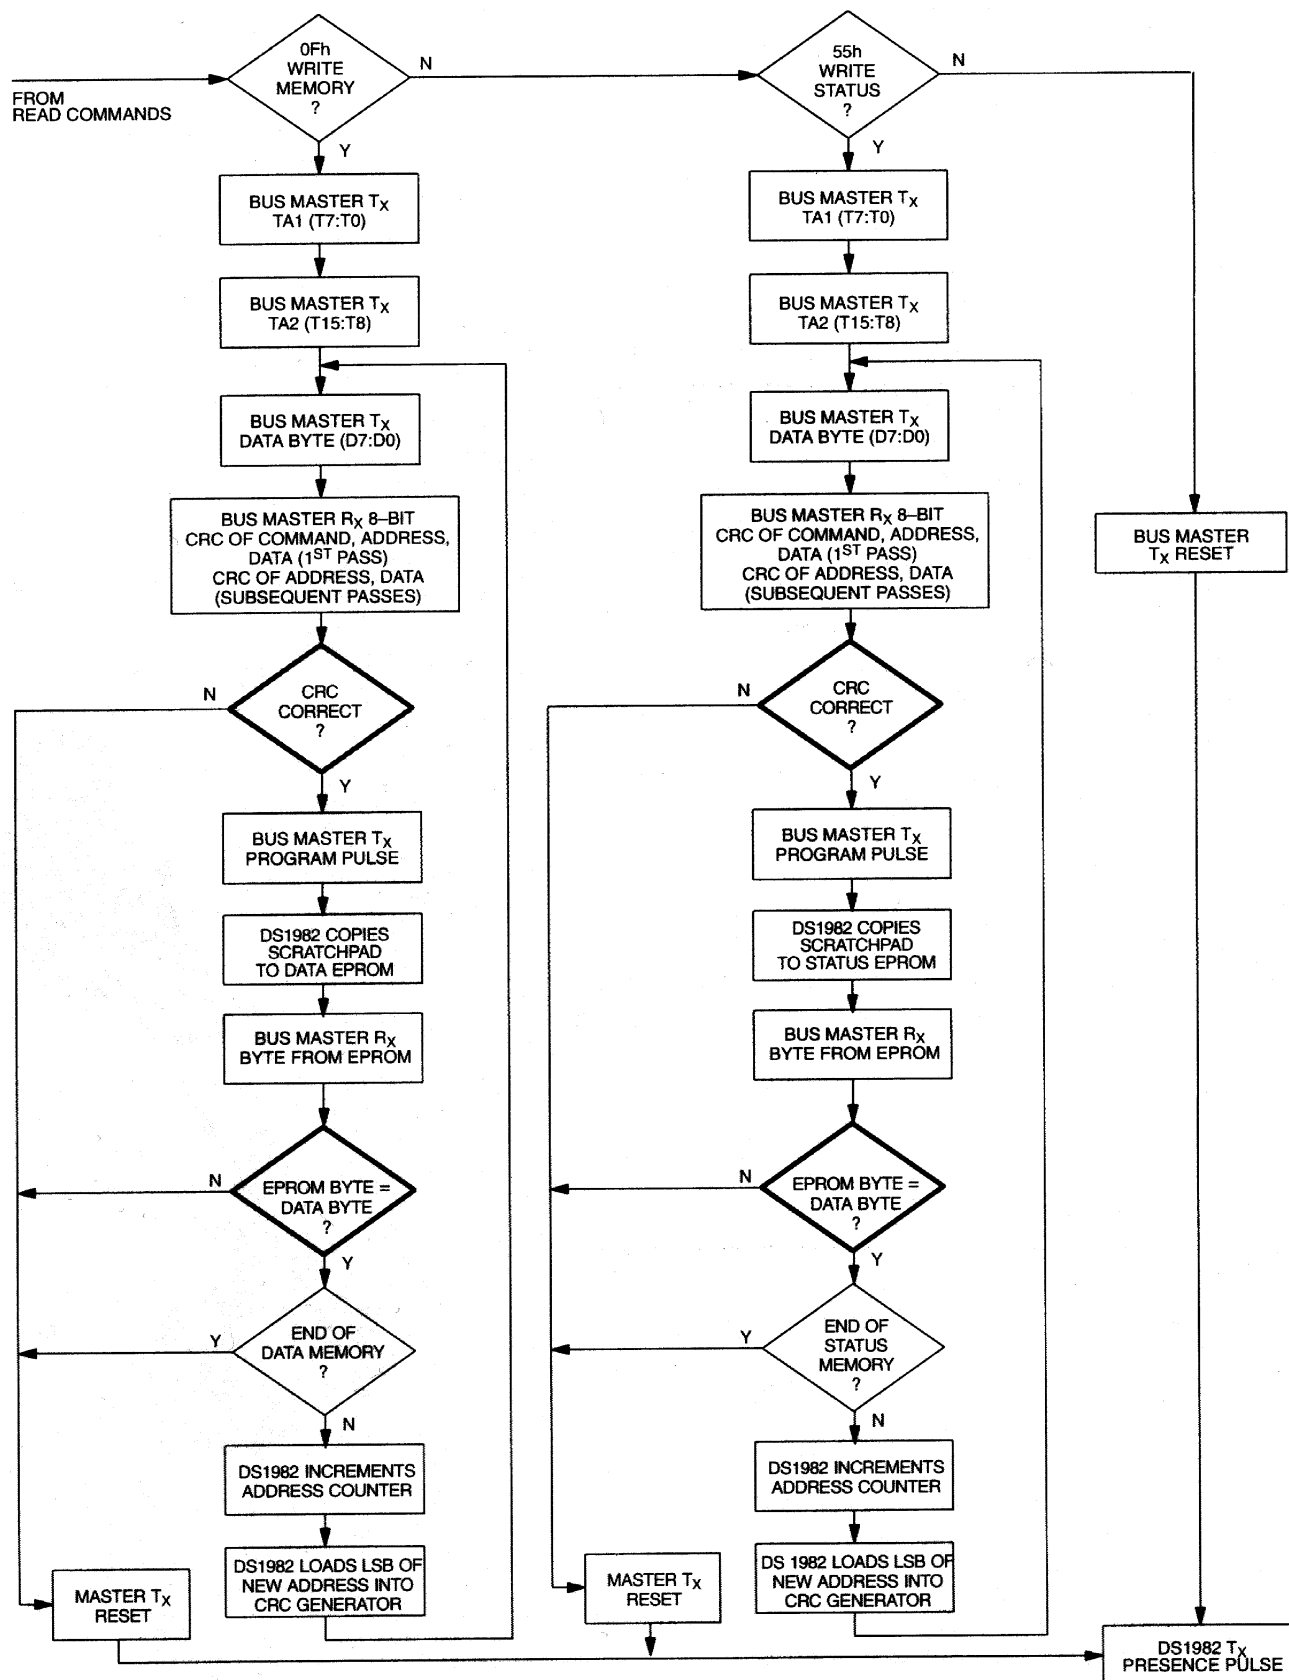 FROM
READ COMMANDS
0Fh
WRITE
MEMORY
?
N
Y
BUS MASTER TX
TA1 (T7:T0)
BUS MASTER TX
TA2 (T15:T8)
BUS MASTER TX
DATA BYTE (D7:D0)
BUS MASTER RX 8–BIT
CRC OF COMMAND, ADDRESS,
DATA (1ST PASS)
CRC OF ADDRESS, DATA
(SUBSEQUENT PASSES)
CRC
CORRECT
?
N
Y
BUS MASTER TX
PROGRAM PULSE
DS1982 COPIES
SCRATCHPAD
TO DATA EPROM
BUS MASTER RX
BYTE FROM EPROM
N
EPROM BYTE =
DATA BYTE
?
Y
END OF
DATA MEMORY
?
Y
N
DS1982 INCREMENTS
ADDRESS COUNTER
DS1982 LOADS LSB OF
NEW ADDRESS INTO
CRC GENERATOR
MASTER TX
RESET
55h
WRITE
STATUS
?
N
Y
BUS MASTER TX
TA1 (T7:T0)
BUS MASTER TX
TA2 (T15:T8)
BUS MASTER TX
DATA BYTE (D7:D0)
BUS MASTER RX 8–BIT
CRC OF COMMAND, ADDRESS,
DATA (1ST PASS)
CRC OF ADDRESS, DATA
(SUBSEQUENT PASSES)
CRC
CORRECT
?
N
Y
BUS MASTER TX
PROGRAM PULSE
DS1982 COPIES
SCRATCHPAD
TO STATUS EPROM
BUS MASTER RX
BYTE FROM EPROM
N
EPROM BYTE =
DATA BYTE
?
Y
END OF
STATUS
MEMORY
?
Y
N
DS1982 INCREMENTS
ADDRESS COUNTER
DS 1982 LOADS LSB OF
NEW ADDRESS INTO
CRC GENERATOR
MASTER TX
RESET
BUS MASTER
TX RESET
DS1982 TX
PRESENCE PULSE